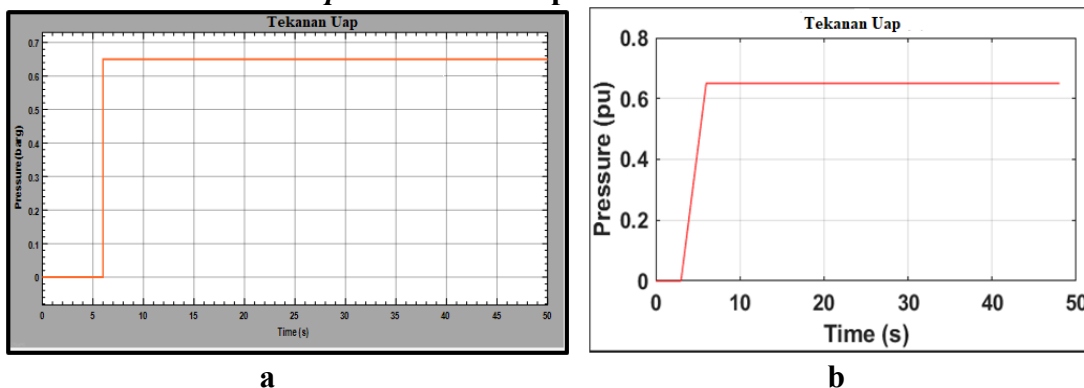 Tekanan Uap
Pressure (barg)
0.7
0.6
0.5
0.4
0.3
0.2
0.1
0
0 5 10 15 20 25 30 35 40 45 50
Time (s)
a
Tekanan Uap
Pressure (pu)
0.8
0.6
0.4
0.2
0
0 10 20 30 40 50
Time (s)
b